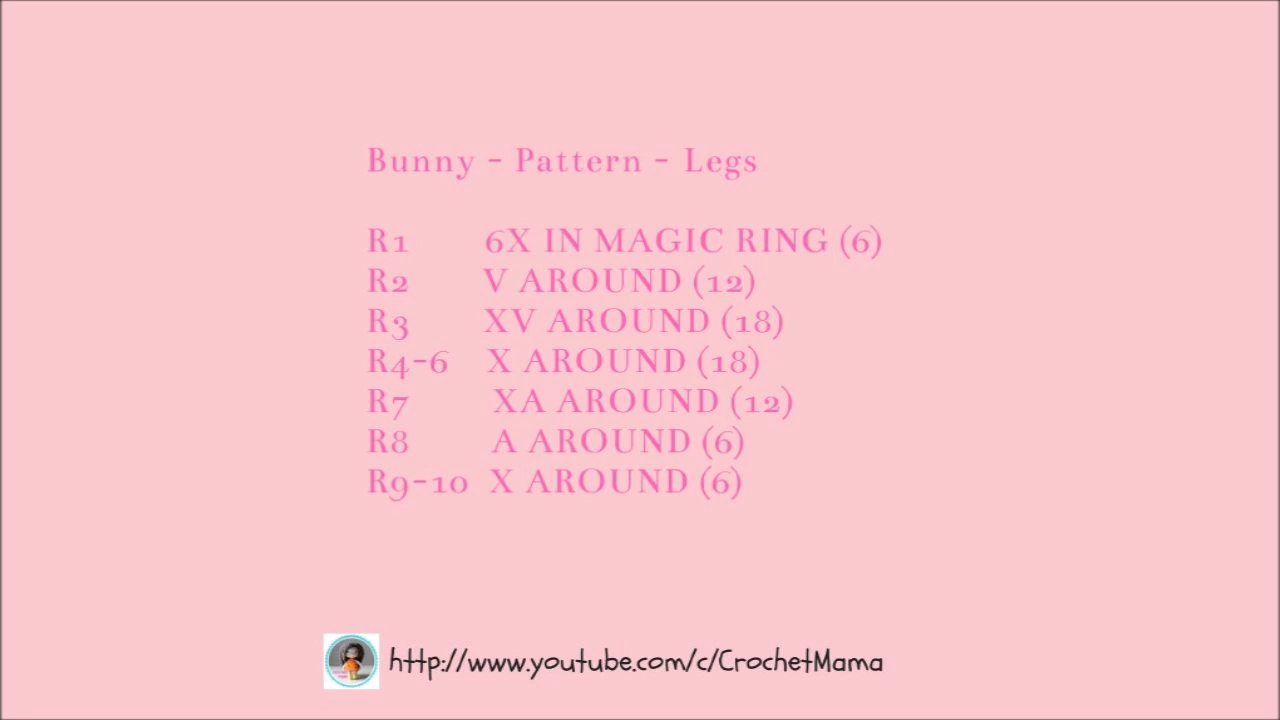 Bunny - Pattern - Legs
R1 6X IN MAGIC RING (6)
R2 V AROUND (12)
R3 XV AROUND (18)
R4-6 X AROUND (18)
R7 XA AROUND (12)
R8 A AROUND (6)
R9-10 X AROUND (6)
http://www.youtube.com/c/CrochetMama